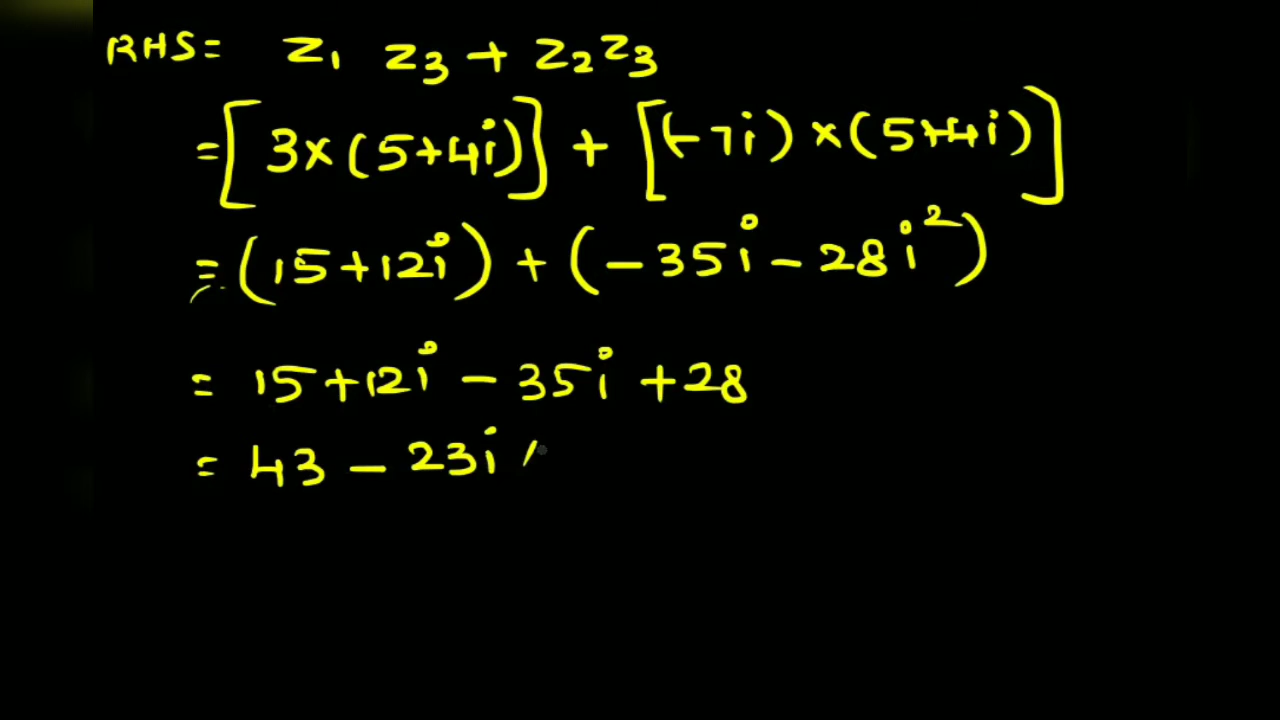 RHS= z₁ z₃ + z₂z₃
= [3×(5+4i)] + [(-7i)×(5+4i)]
= (15+12i) + (-35i-28i²)
= 15+12i - 35i +28
= 43 - 23i